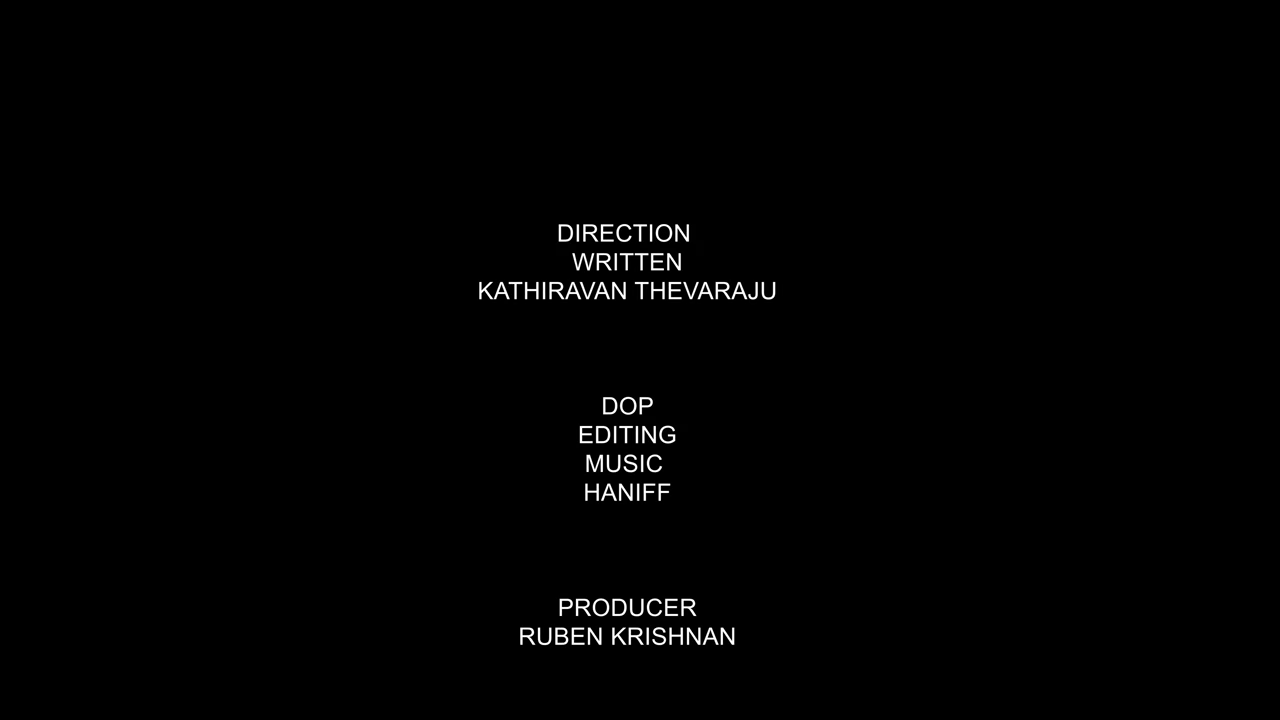 DIRECTION
WRITTEN
KATHIRAVAN THEVARAJU
DOP
EDITING
MUSIC
HANIFF
PRODUCER
RUBEN KRISHNAN